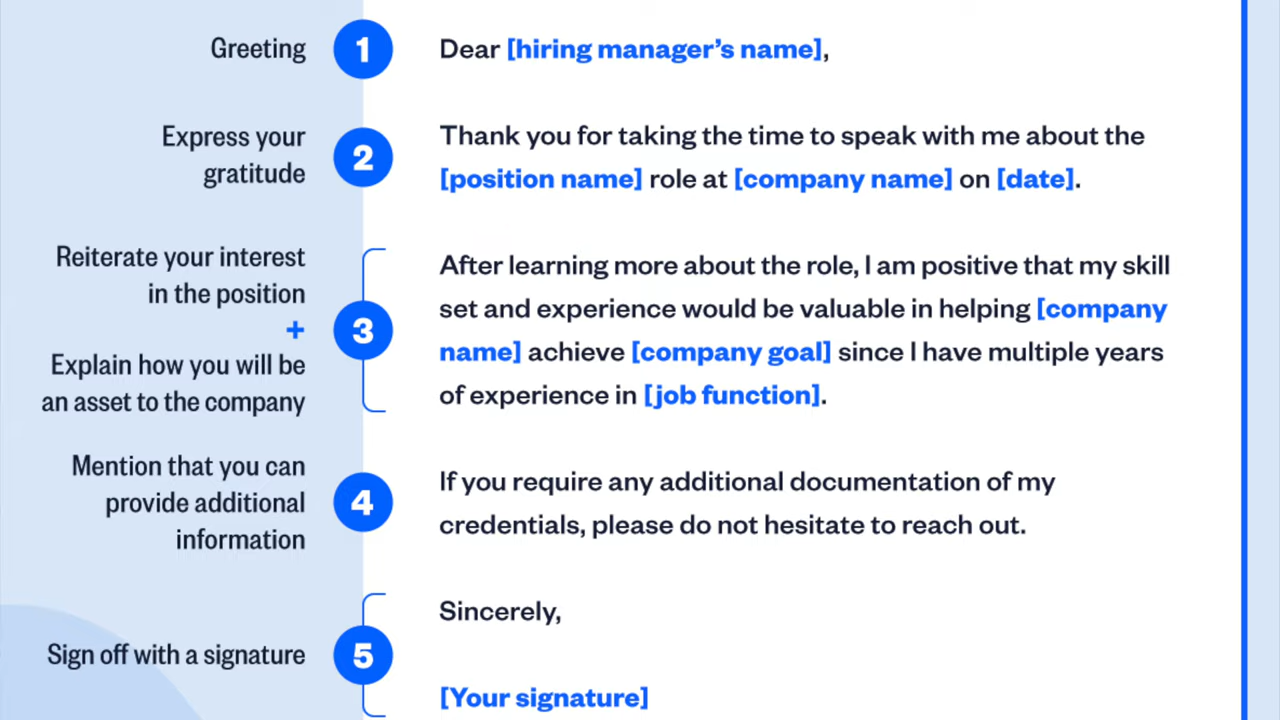 Greeting
1
Dear [hiring manager’s name],
Express your
gratitude
2
Thank you for taking the time to speak with me about the
[position name] role at [company name] on [date].
Reiterate your interest
in the position
+
Explain how you will be
an asset to the company
3
After learning more about the role, I am positive that my skill
set and experience would be valuable in helping [company
name] achieve [company goal] since I have multiple years
of experience in [job function].
Mention that you can
provide additional
information
4
If you require any additional documentation of my
credentials, please do not hesitate to reach out.
Sign off with a signature
5
Sincerely,
[Your signature]